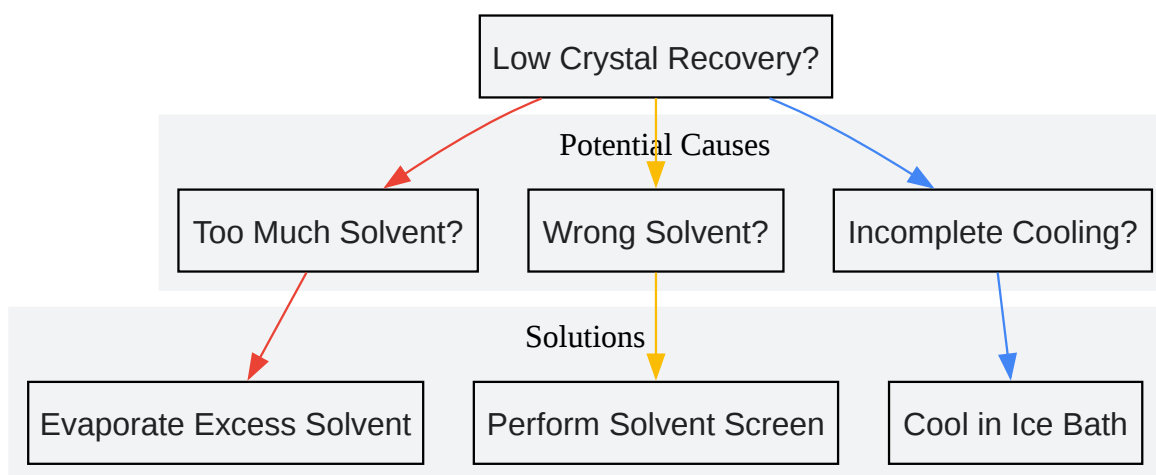 Low Crystal Recovery?
Potential Causes
Too Much Solvent?
Wrong Solvent?
Incomplete Cooling?
Solutions
Evaporate Excess Solvent
Perform Solvent Screen
Cool in Ice Bath